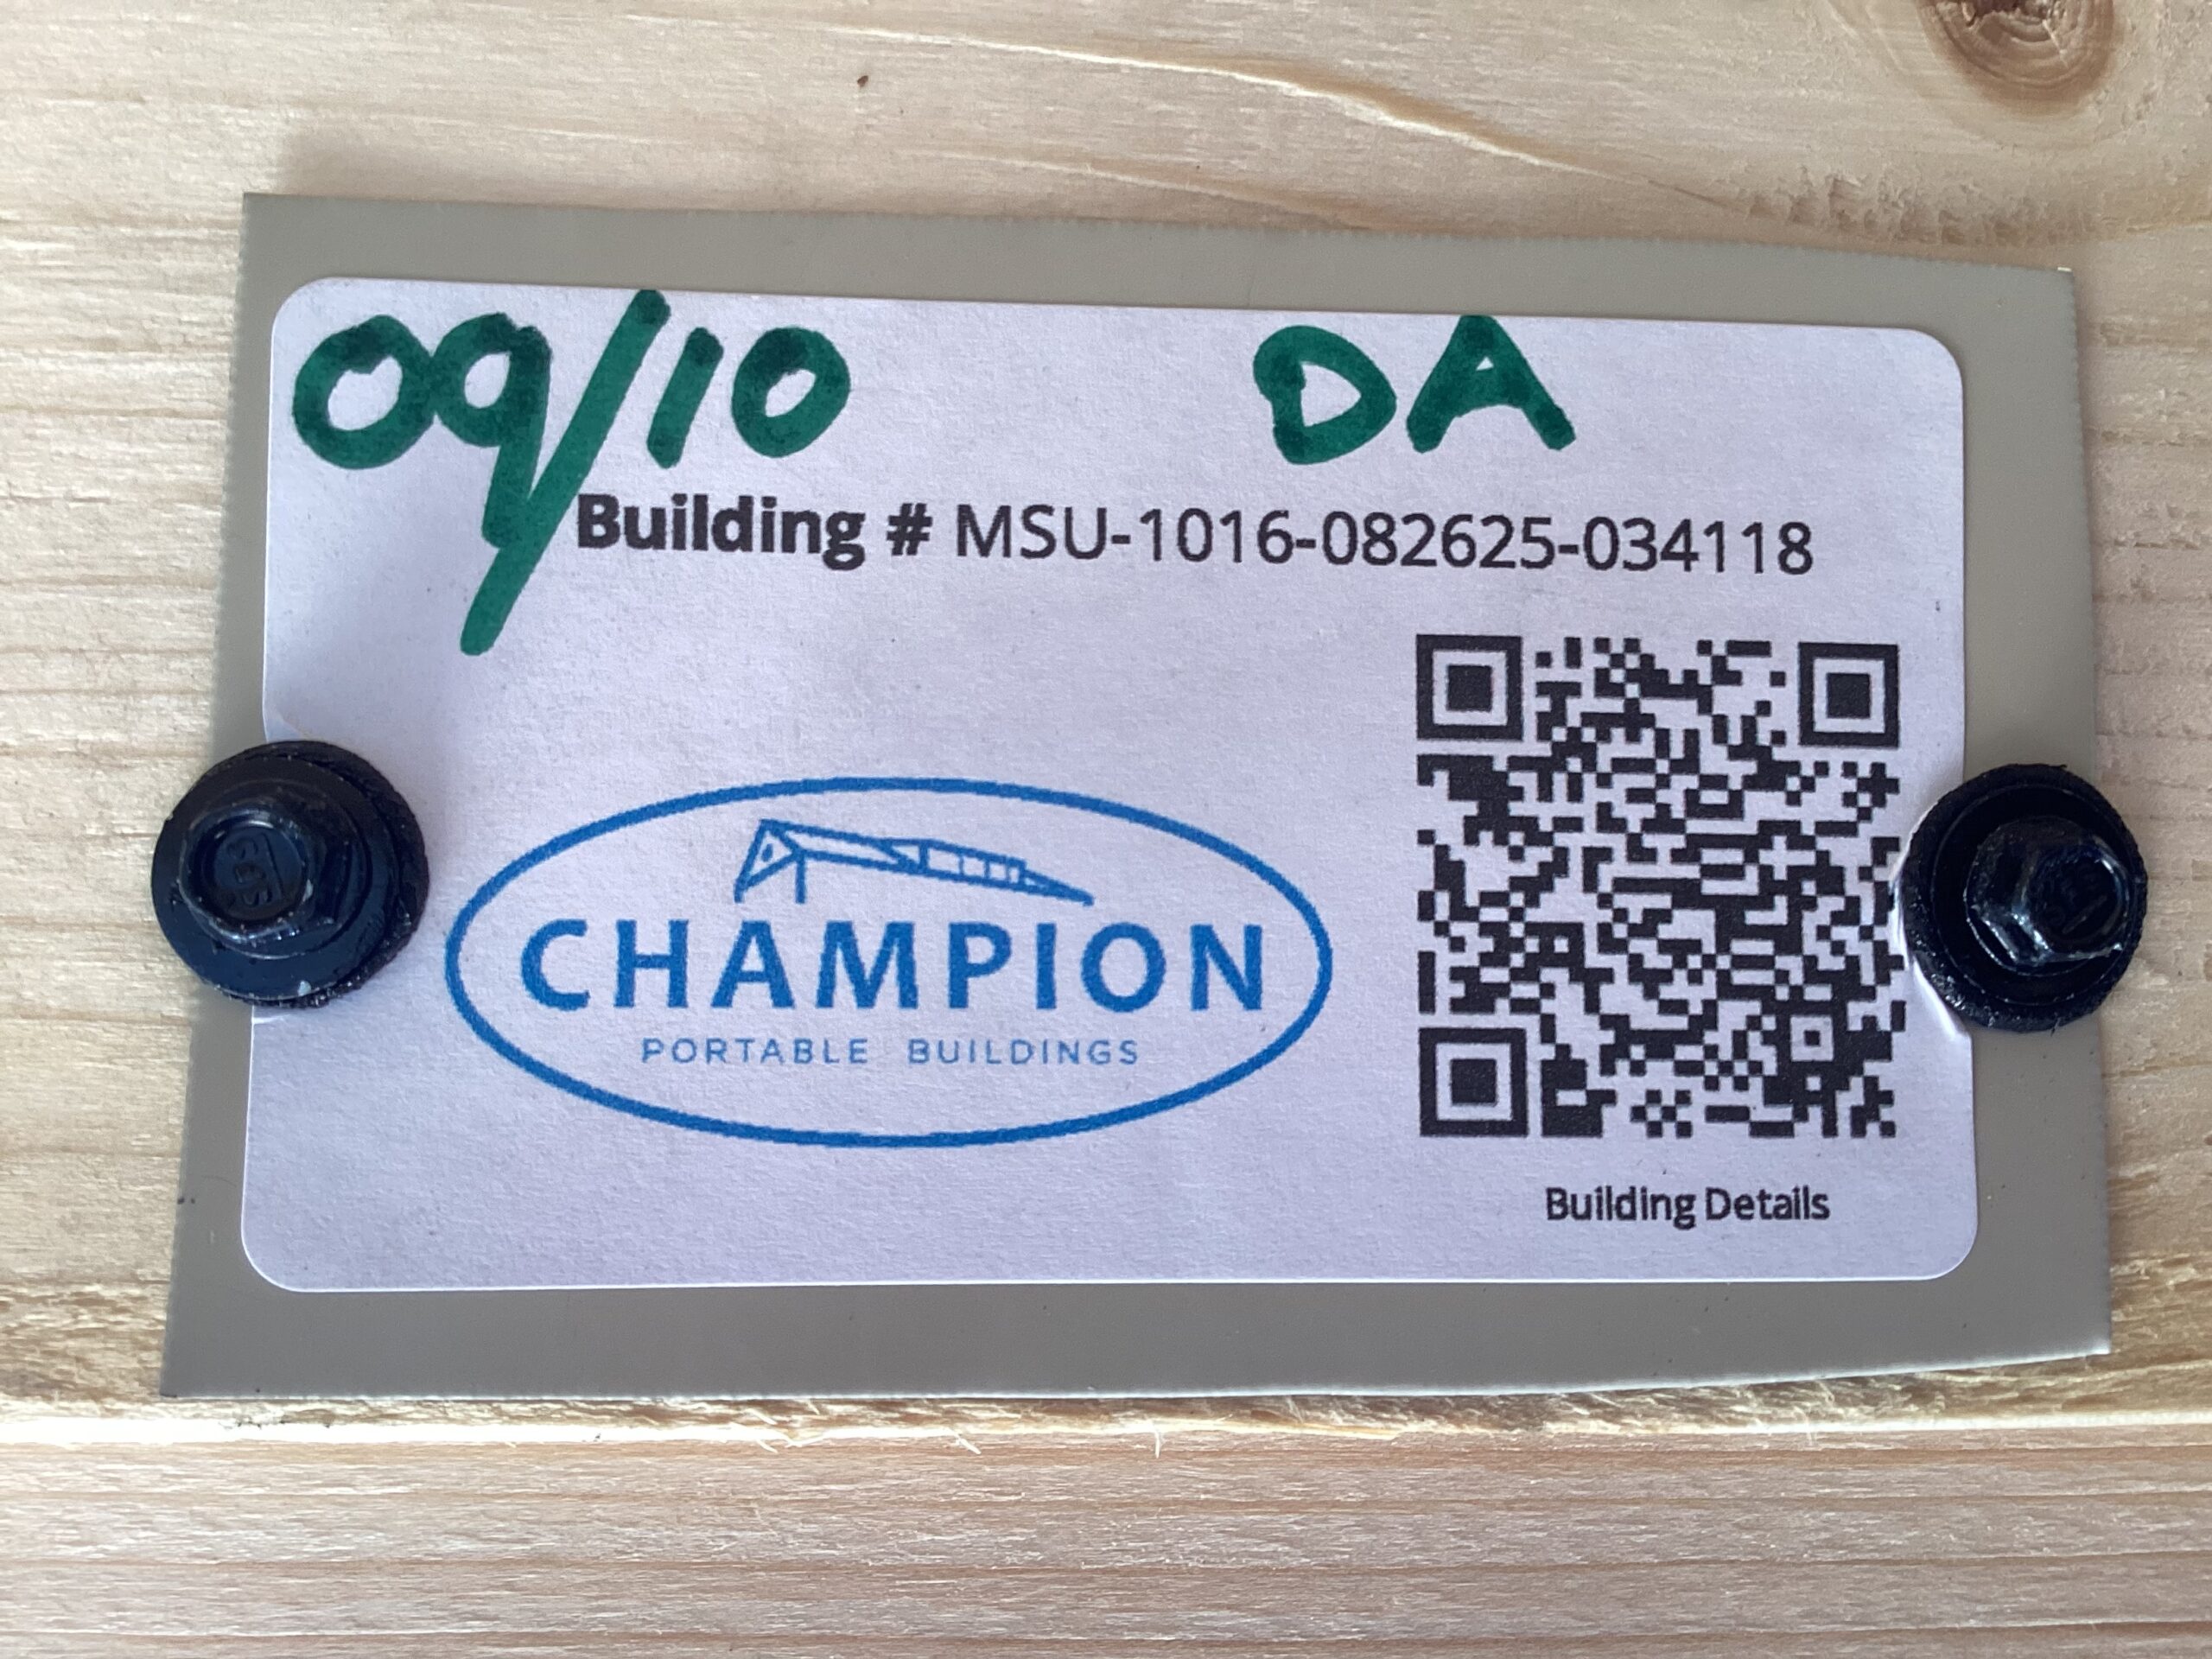 09/10 DA
Building # MSU-1016-082625-034118
CHAMPION
PORTABLE BUILDINGS
Building Details